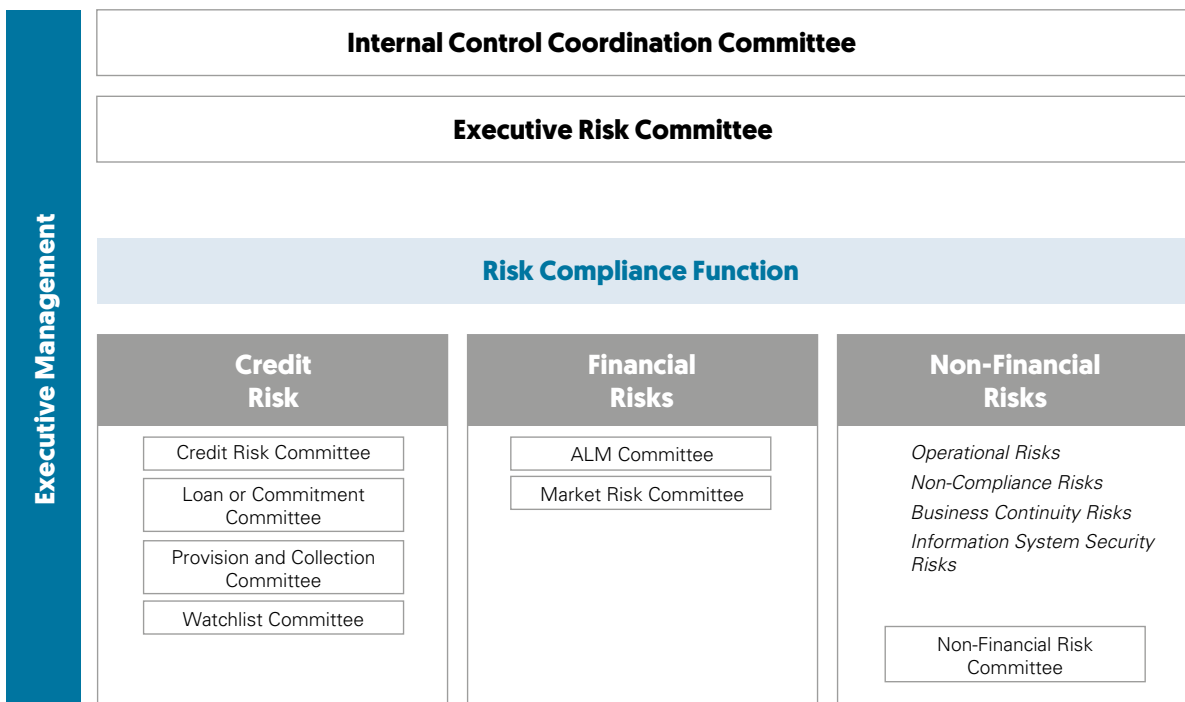 Executive Management
Internal Control Coordination Committee
Executive Risk Committee
Risk Compliance Function
Credit
Risk
Credit Risk Committee
Loan or Commitment
Committee
Provision and Collection
Committee
Watchlist Committee
Financial
Risks
ALM Committee
Market Risk Committee
Non-Financial
Risks
Operational Risks
Non-Compliance Risks
Business Continuity Risks
Information System Security
Risks
Non-Financial Risk
Committee